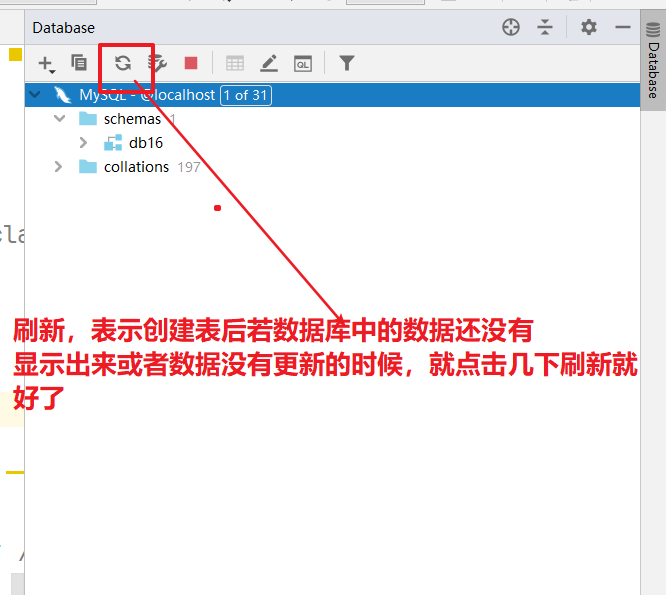 Database
QL
MySQL - @localhost 1 of 31
schemas 1
db16
collations 197
Database
cla
刷新，表示创建表后若数据库中的数据还没有
显示出来或者数据没有更新的时候，就点击几下刷新就
好了
/